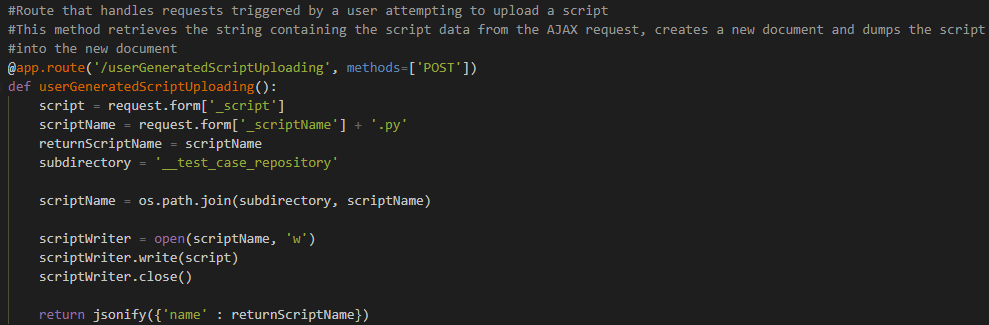 #Route that handles requests triggered by a user attempting to upload a script
#This method retrieves the string containing the script data from the AJAX request, creates a new document and dumps the script
#into the new document
@app.route('/userGeneratedScriptUploading', methods=['POST'])
def userGeneratedScriptUploading():
    script = request.form['_script']
    scriptName = request.form['_scriptName'] + '.py'
    returnScriptName = scriptName
    subdirectory = '__test_case_repository'

    scriptName = os.path.join(subdirectory, scriptName)

    scriptWriter = open(scriptName, 'w')
    scriptWriter.write(script)
    scriptWriter.close()

    return jsonify({'name' : returnScriptName})